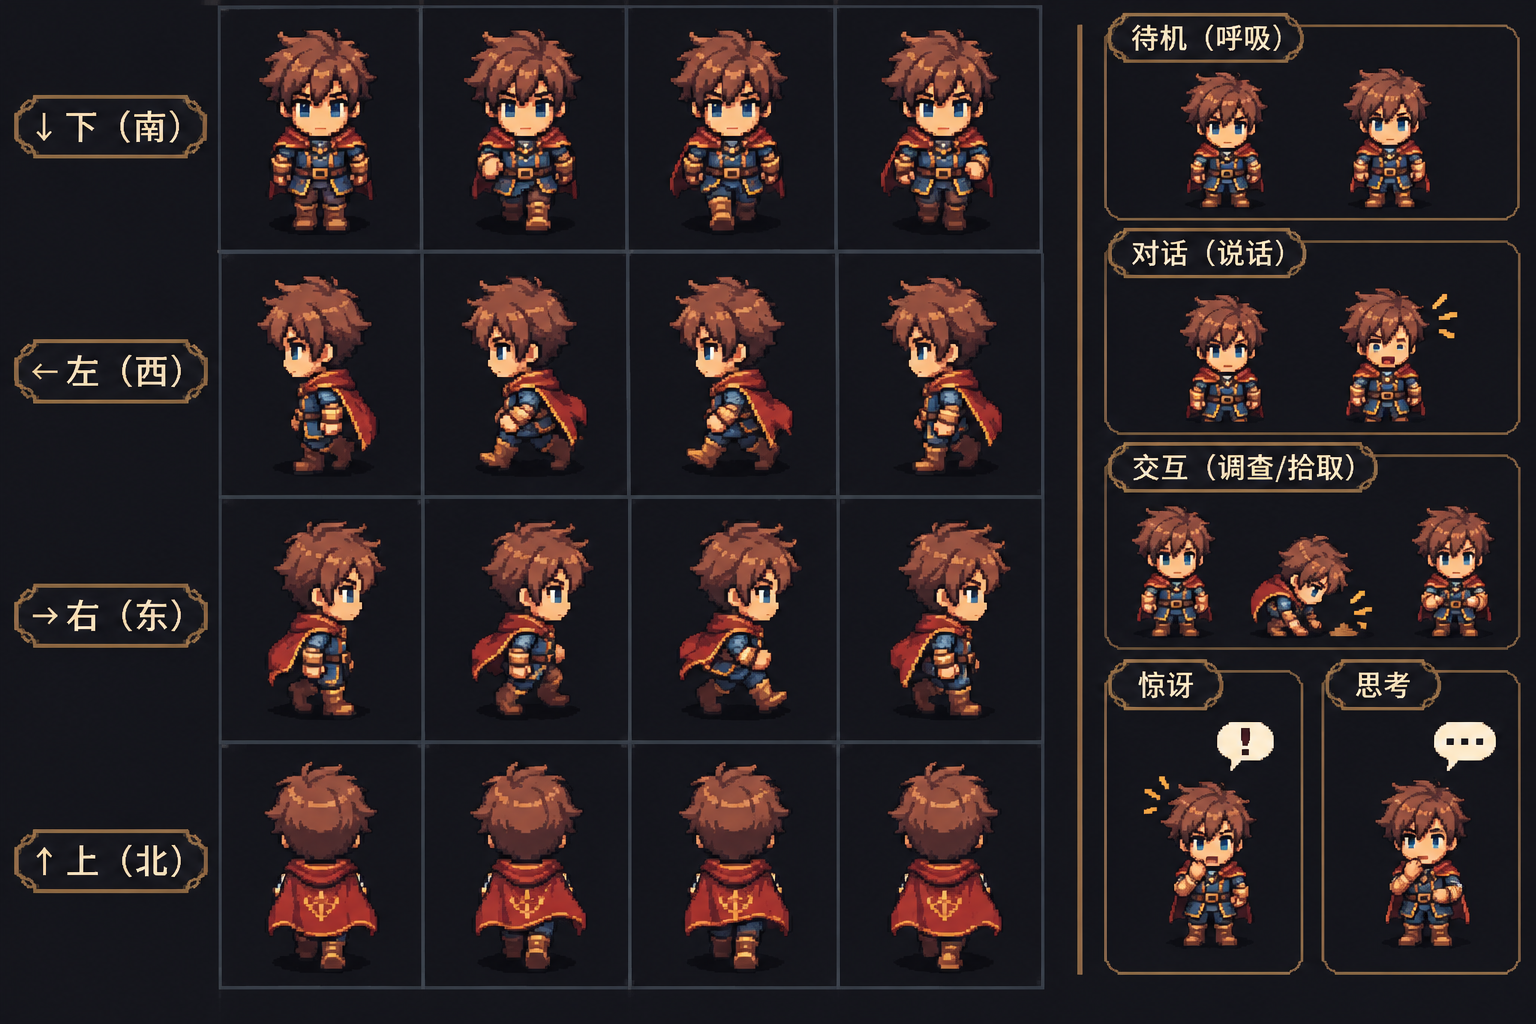 ↓下（南）
←左（西）
→右（东）
↑上（北）
待机（呼吸）
对话（说话）
交互（调查/拾取）
惊讶
!
思考
...